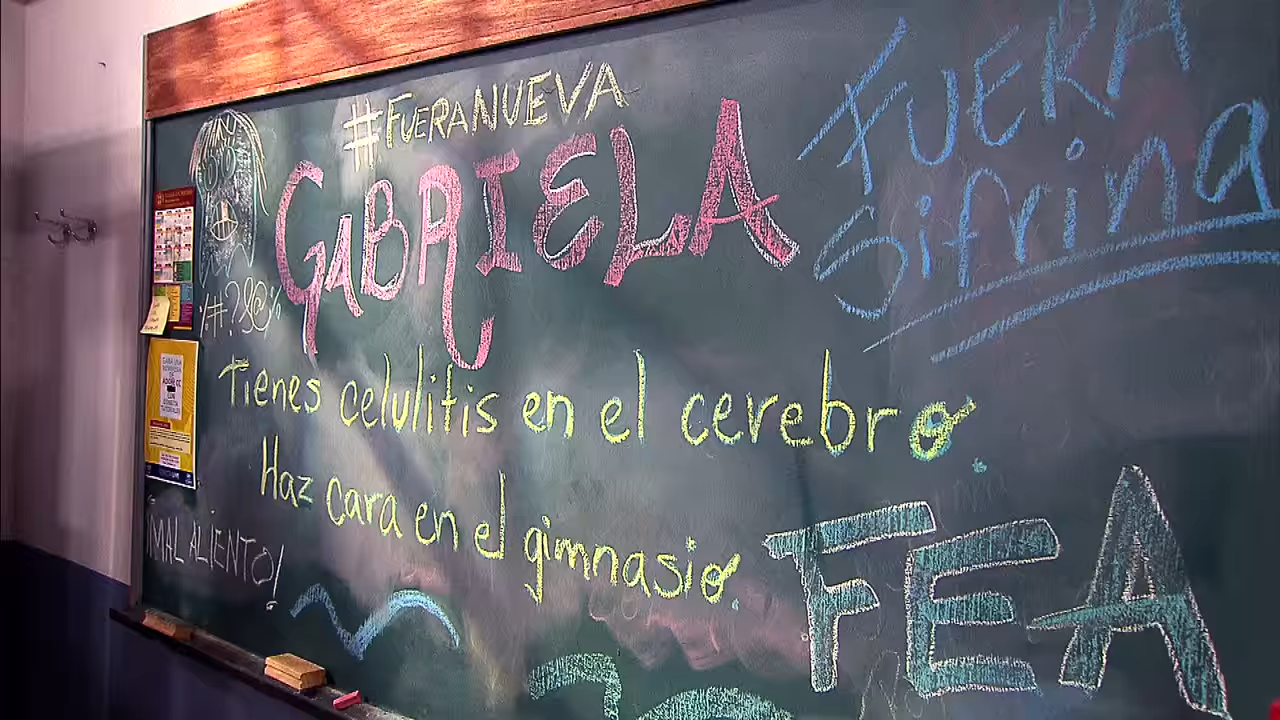 #FUERANUEVA
GABRIELA
FUERA
Sifrina
%#?!@%
Tienes celulitis en el cerebro.
Haz cara en el gimnasio.
¡MAL ALIENTO!
FEA